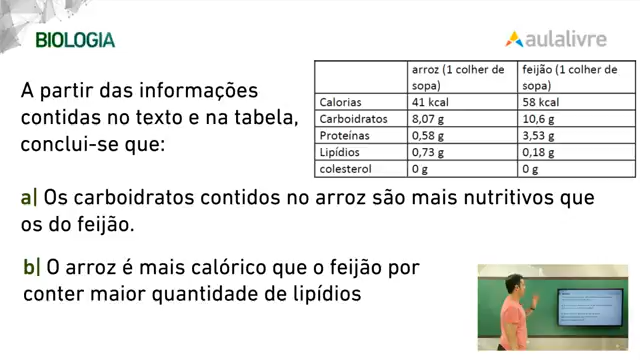 BIOLOGIA
aulalivre
A partir das informações
contidas no texto e na tabela,
conclui-se que:
arroz (1 colher de sopa) feijão (1 colher de sopa)
Calorias 41 kcal 58 kcal
Carboidratos 8,07 g 10,6 g
Proteínas 0,58 g 3,53 g
Lipídios 0,73 g 0,18 g
colesterol 0 g 0 g
a| Os carboidratos contidos no arroz são mais nutritivos que
os do feijão.
b| O arroz é mais calórico que o feijão por
conter maior quantidade de lipídios